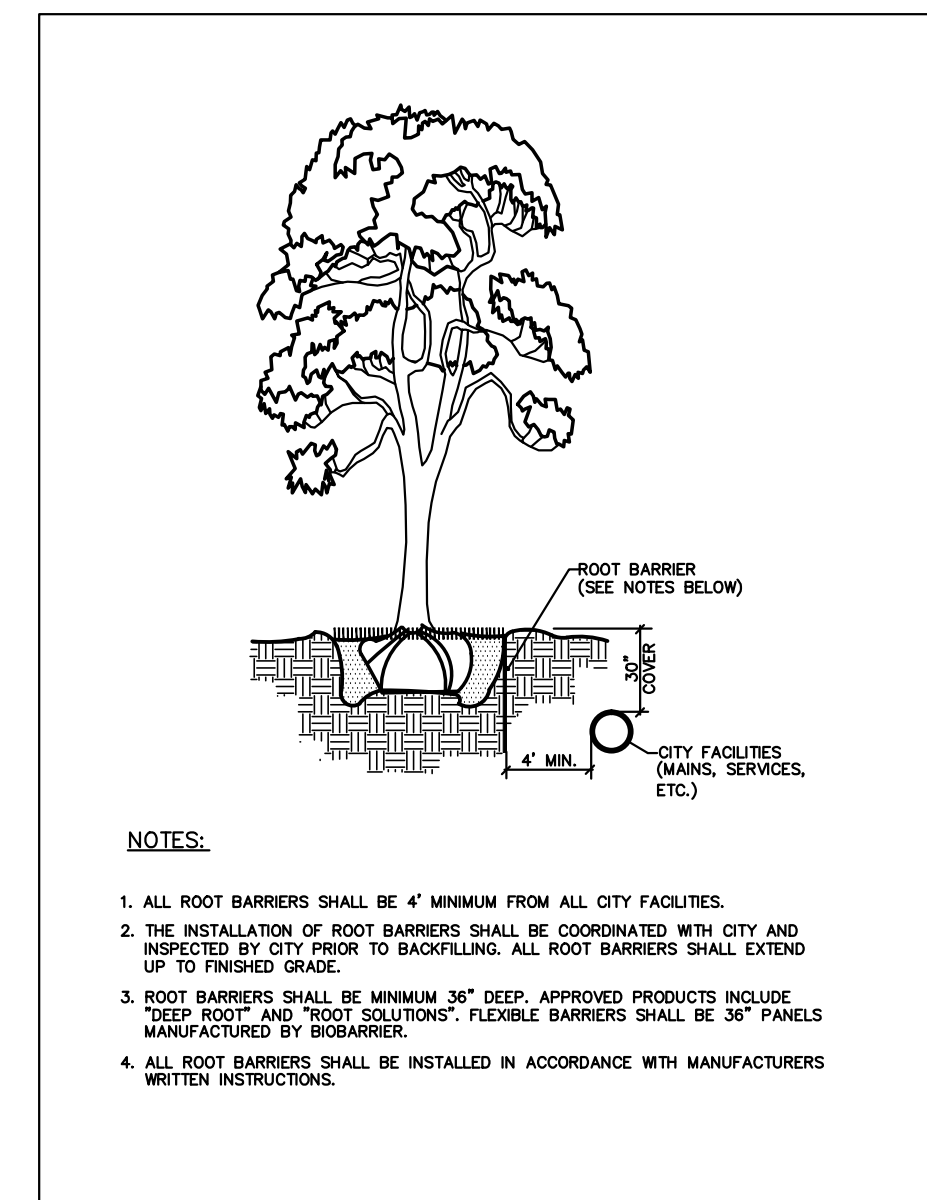 ROOT BARRIER
(SEE NOTES BELOW)
30"
COVER
4' MIN.
CITY FACILITIES
(MAINS, SERVICES,
ETC.)
NOTES:
1. ALL ROOT BARRIERS SHALL BE 4' MINIMUM FROM ALL CITY FACILITIES.
2. THE INSTALLATION OF ROOT BARRIERS SHALL BE COORDINATED WITH CITY AND
INSPECTED BY CITY PRIOR TO BACKFILLING. ALL ROOT BARRIERS SHALL EXTEND
UP TO FINISHED GRADE.
3. ROOT BARRIERS SHALL BE MINIMUM 36" DEEP. APPROVED PRODUCTS INCLUDE
"DEEP ROOT" AND "ROOT SOLUTIONS". FLEXIBLE BARRIERS SHALL BE 36" PANELS
MANUFACTURED BY BIOBARRIER.
4. ALL ROOT BARRIERS SHALL BE INSTALLED IN ACCORDANCE WITH MANUFACTURERS
WRITTEN INSTRUCTIONS.